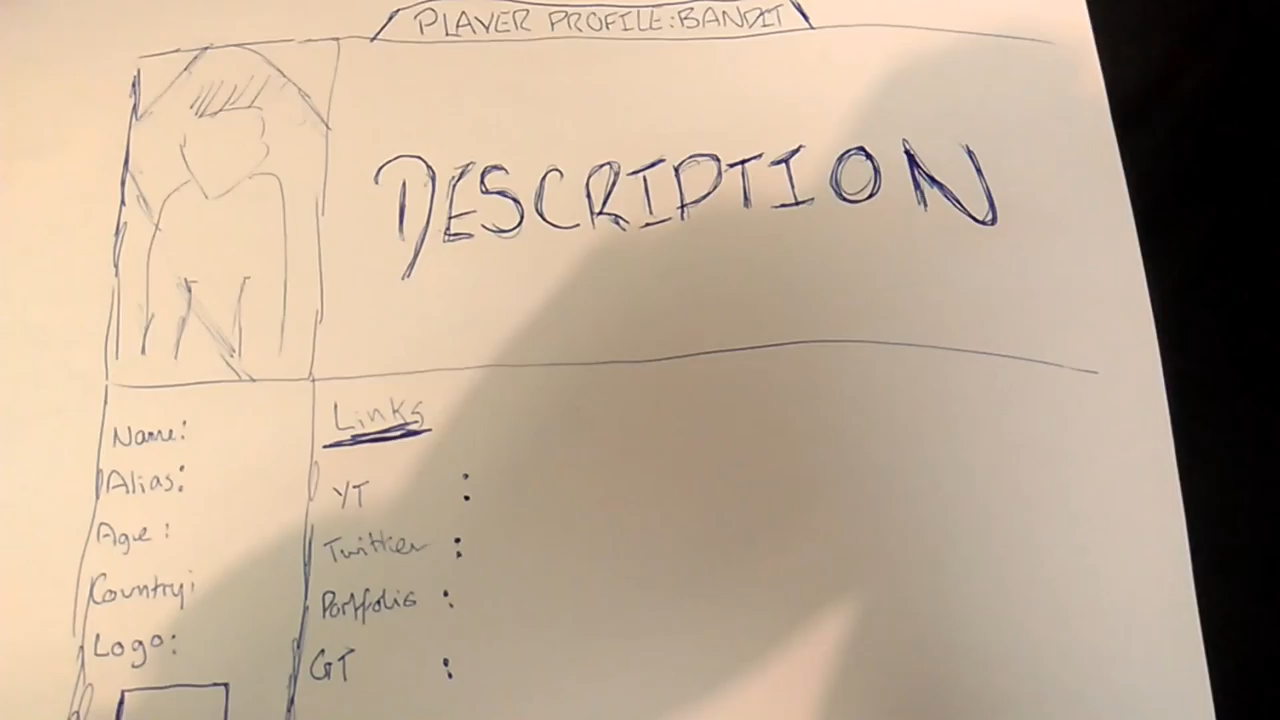 PLAYER PROFILE:BANDIT
DESCRIPTION
Name:
Alias:
Age:
Country:
Logo:
Links
YT :
Twitter :
Portfolio :
GT :